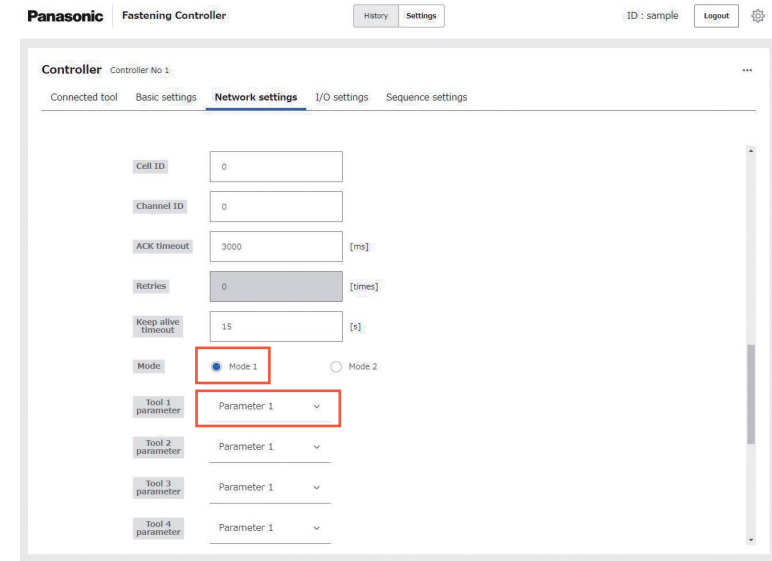 Panasonic Fastening Controller History Settings ID : sample Logout
Controller Controller No 1 ...
Connected tool Basic settings Network settings I/O settings Sequence settings
Cell ID 0
Channel ID 0
ACK timeout 3000 [ms]
Retries 0 [times]
Keep alive timeout 15 [s]
Mode Mode 1 Mode 2
Tool 1 parameter Parameter 1
Tool 2 parameter Parameter 1
Tool 3 parameter Parameter 1
Tool 4 parameter Parameter 1